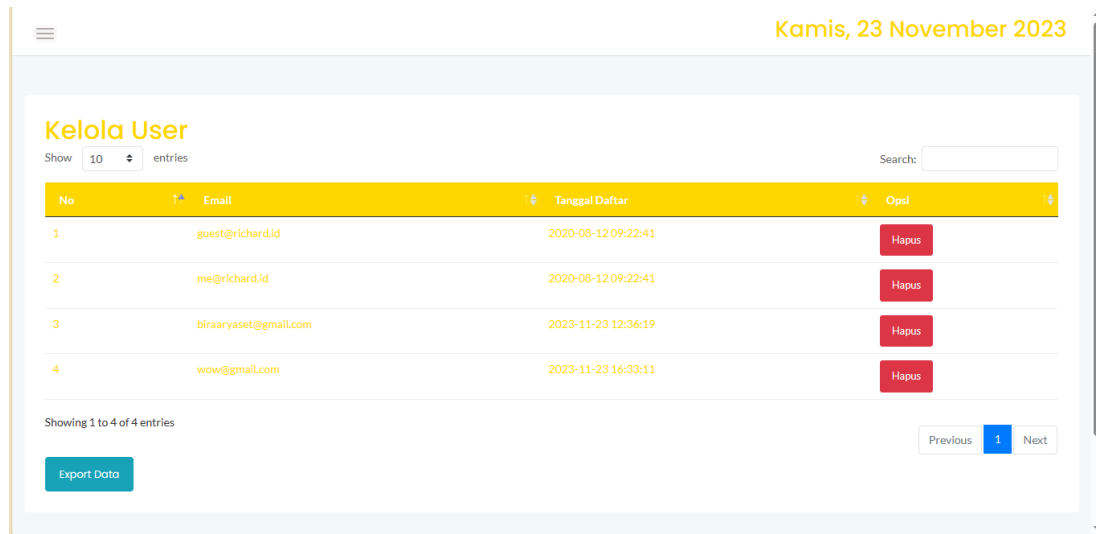 Kamis, 23 November 2023
Kelola User
Show 10 entries Search:
No Email Tanggal Daftar Opsi
1 guest@richard.id 2020-08-12 09:22:41 Hapus
2 me@richard.id 2020-08-12 09:22:41 Hapus
3 biraaryaset@gmail.com 2023-11-23 12:36:19 Hapus
4 wow@gmail.com 2023-11-23 16:33:11 Hapus
Showing 1 to 4 of 4 entries
Previous 1 Next
Export Data